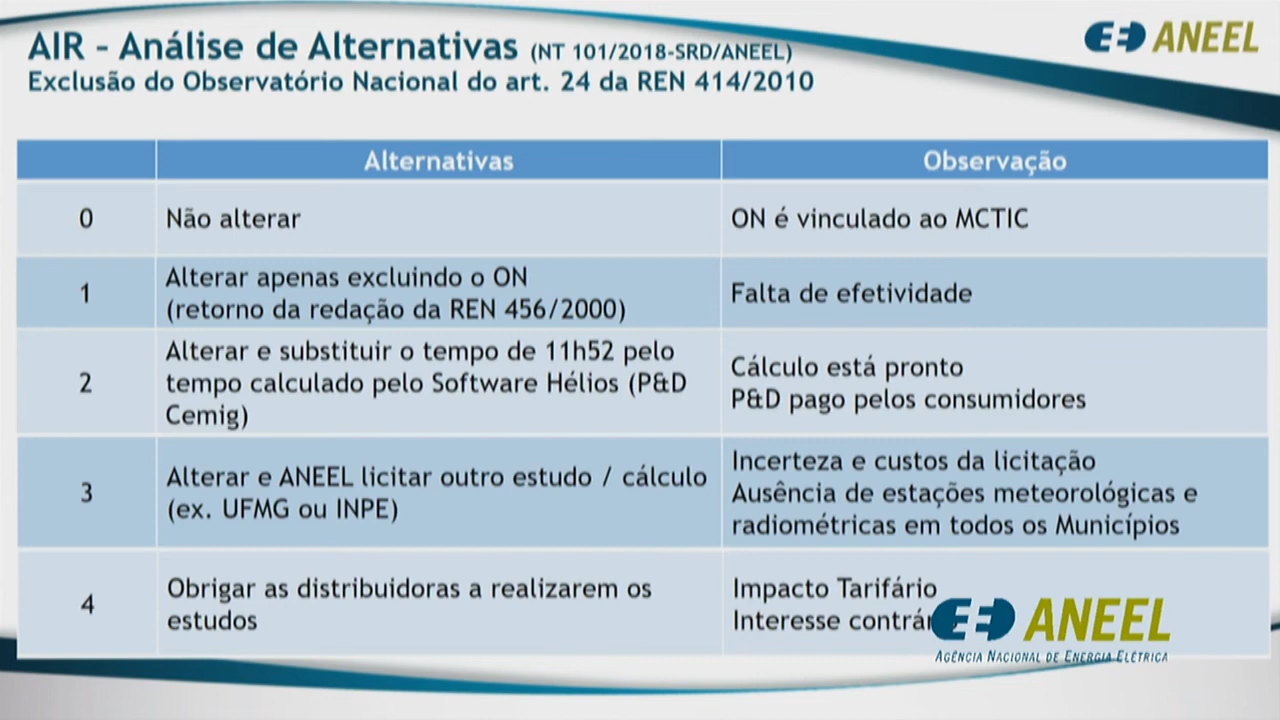 AIR – Análise de Alternativas (NT 101/2018-SRD/ANEEL)
Exclusão do Observatório Nacional do art. 24 da REN 414/2010
ANEEL
Alternativas
Observação
0
Não alterar
ON é vinculado ao MCTIC
1
Alterar apenas excluindo o ON
(retorno da redação da REN 456/2000)
Falta de efetividade
2
Alterar e substituir o tempo de 11h52 pelo
tempo calculado pelo Software Hélios (P&D
Cemig)
Cálculo está pronto
P&D pago pelos consumidores
3
Alterar e ANEEL licitar outro estudo / cálculo
(ex. UFMG ou INPE)
Incerteza e custos da licitação
Ausência de estações meteorológicas e
radiométricas em todos os Municípios
4
Obrigar as distribuidoras a realizarem os
estudos
Impacto Tarifário
Interesse
ANEEL
AGÊNCIA NACIONAL DE ENERGIA ELÉTRICA